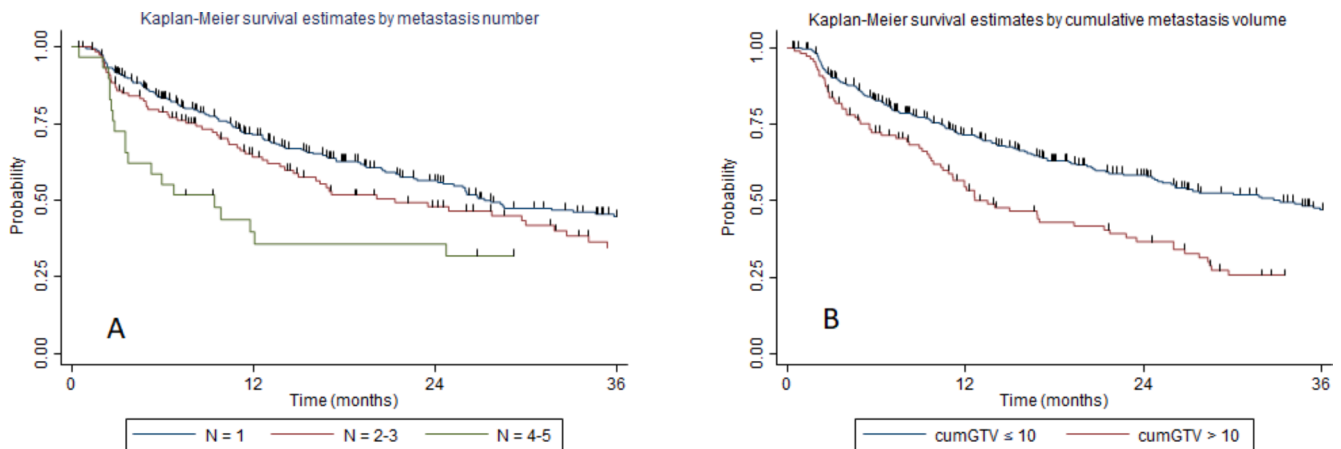 Kaplan-Meier survival estimates by metastasis number
1.00
0.75
0.50
0.25
0.00
Probability
A
0 12 24 36
Time (months)
N = 1 N = 2-3 N = 4-5
Kaplan-Meier survival estimates by cumulative metastasis volume
1.00
0.75
0.50
0.25
0.00
Probability
B
0 12 24 36
Time (months)
cumGTV ≤ 10 cumGTV > 10